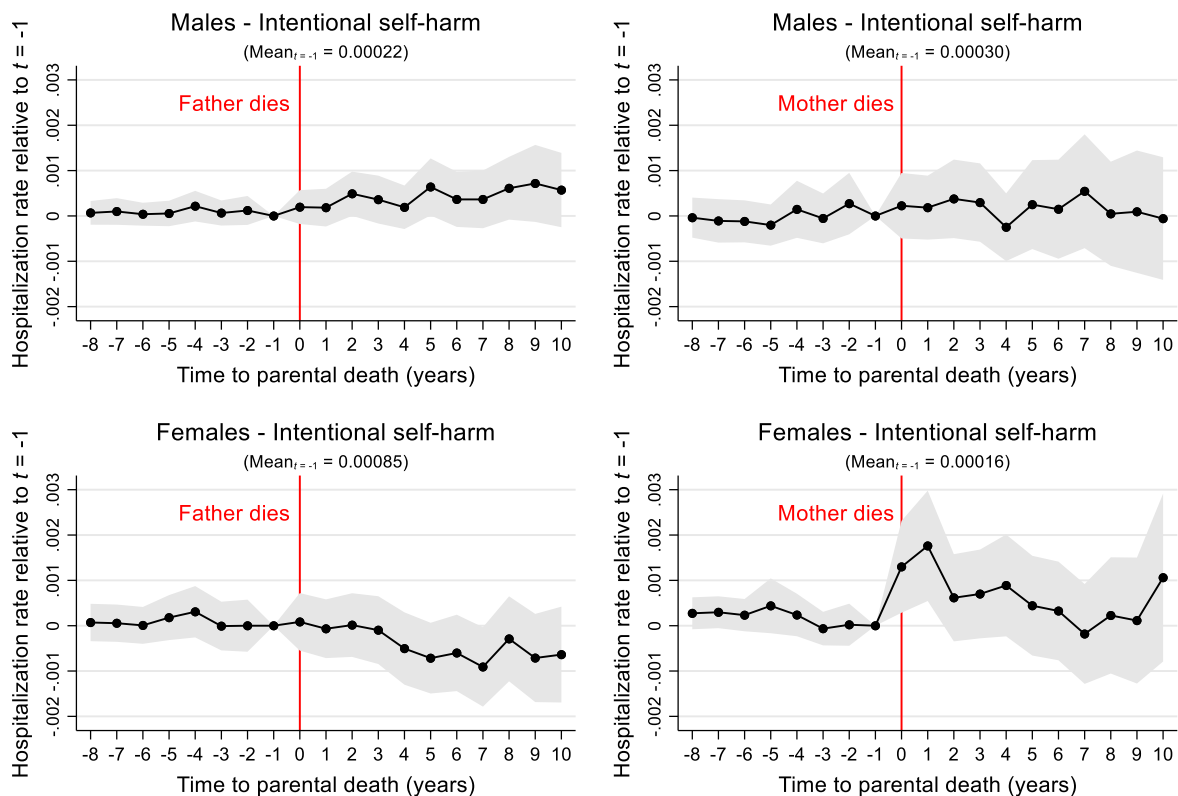 Males - Intentional self-harm
(Mean t = -1 = 0.00022)
Hospitalization rate relative to t = -1
.003
.002
.001
0
-.001
-.002
Father dies
-8 -7 -6 -5 -4 -3 -2 -1 0 1 2 3 4 5 6 7 8 9 10
Time to parental death (years)
Males - Intentional self-harm
(Mean t = -1 = 0.00030)
Hospitalization rate relative to t = -1
.003
.002
.001
0
-.001
-.002
Mother dies
-8 -7 -6 -5 -4 -3 -2 -1 0 1 2 3 4 5 6 7 8 9 10
Time to parental death (years)
Females - Intentional self-harm
(Mean t = -1 = 0.00085)
Hospitalization rate relative to t = -1
.003
.002
.001
0
-.001
-.002
Father dies
-8 -7 -6 -5 -4 -3 -2 -1 0 1 2 3 4 5 6 7 8 9 10
Time to parental death (years)
Females - Intentional self-harm
(Mean t = -1 = 0.00016)
Hospitalization rate relative to t = -1
.003
.002
.001
0
-.001
-.002
Mother dies
-8 -7 -6 -5 -4 -3 -2 -1 0 1 2 3 4 5 6 7 8 9 10
Time to parental death (years)